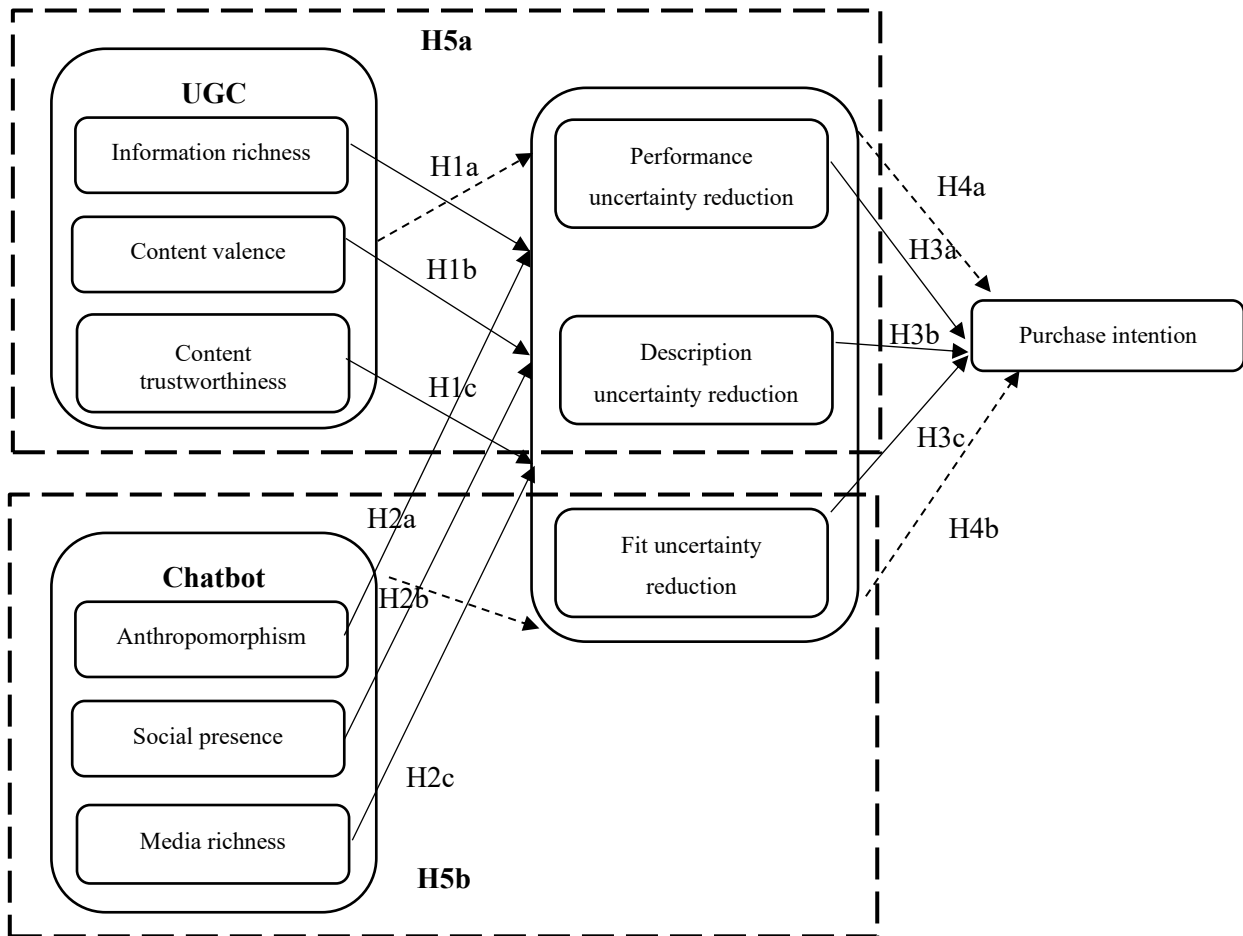 H5a
UGC
Information richness
Content valence
Content
trustworthiness
H1a
H1b
H1c
Performance
uncertainty reduction
Description
uncertainty reduction
Fit uncertainty
reduction
H4a
H3a
H3b
H3c
H4b
Purchase intention
Chatbot
Anthropomorphism
Social presence
Media richness
H2a
H2b
H2c
H5b